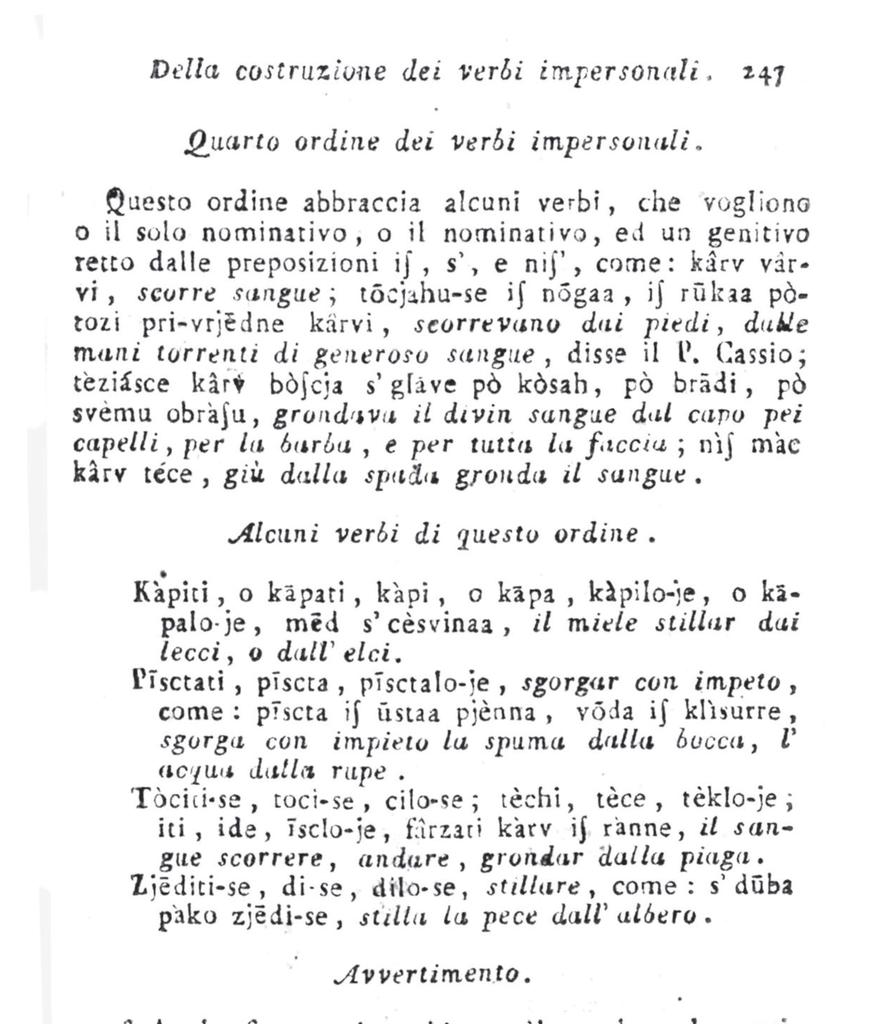 Della costruzione dei verbi impersonali. 247
Quarto ordine dei verbi impersonali.
Questo ordine abbraccia alcuni verbi, che vogliono
o il solo nominativo, o il nominativo, ed un genitivo
retto dalle preposizioni iſ, s', e niſ', come: kârv vâr-
vi, scorre sangue; tōcjahu-se iſ nōgaa, iſ rūkaa pò-
tozi pri-vrjēdne kârvi, scorrevano dai piedi, dalle
mani torrenti di generoso sangue, disse il P. Cassio;
tèziásce kârv bòſcja s'glave pò kòsah, pò brādi, pò
svèmu obràſu, grondava il divin sangue dal capo pei
capelli, per la barba, e per tutta la faccia; nìſ màc
kârv téce, giù dalla spada gronda il sangue.
Alcuni verbi di questo ordine.
Kàpiti, o kāpati, kàpi, o kāpa, kàpilo-je, o kā-
palo-je, mēd s'cèsvinaa, il miele stillar dai
lecci, o dall' elci.
Pīsctati, pīscta, pīsctalo-je, sgorgar con impeto,
come: pīscta iſ ūstaa pjènna, vōda iſ klìsurre,
sgorga con impieto la spuma dalla bocca, l'
acqua dalla rupe.
Tòciti-se, toci-se, cilo-se; tèchi, tèce, tèklo-je;
iti, ide, īsclo-je, fârzati kàrv iſ rànne, il san-
gue scorrere, andare, grondar dalla piaga.
Zjēditi-se, di-se, dilo-se, stillare, come: s'dūba
pàko zjēdi-se, stilla la pece dall' albero.
Avvertimento.